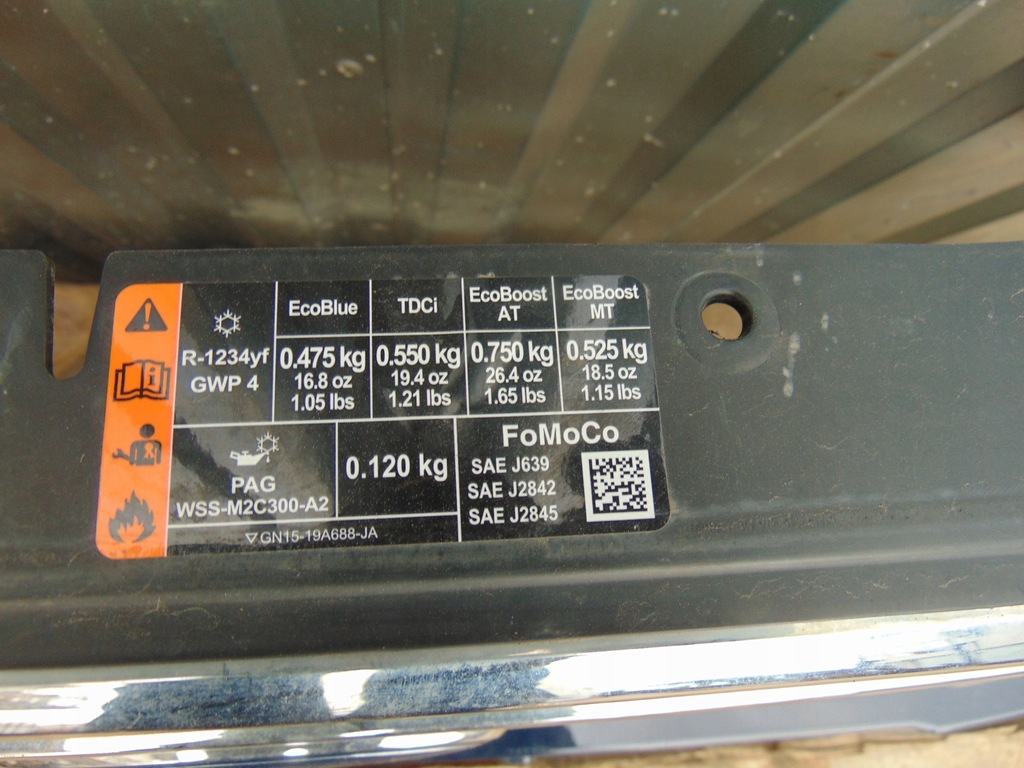 R-1234yf
GWP 4
EcoBlue
0.475 kg
16.8 oz
1.05 lbs
TDCi
0.550 kg
19.4 oz
1.21 lbs
EcoBoost
AT
0.750 kg
26.4 oz
1.65 lbs
EcoBoost
MT
0.525 kg
18.5 oz
1.15 lbs
PAG
WSS-M2C300-A2
0.120 kg
GN15-19A688-JA
FoMoCo
SAE J639
SAE J2842
SAE J2845